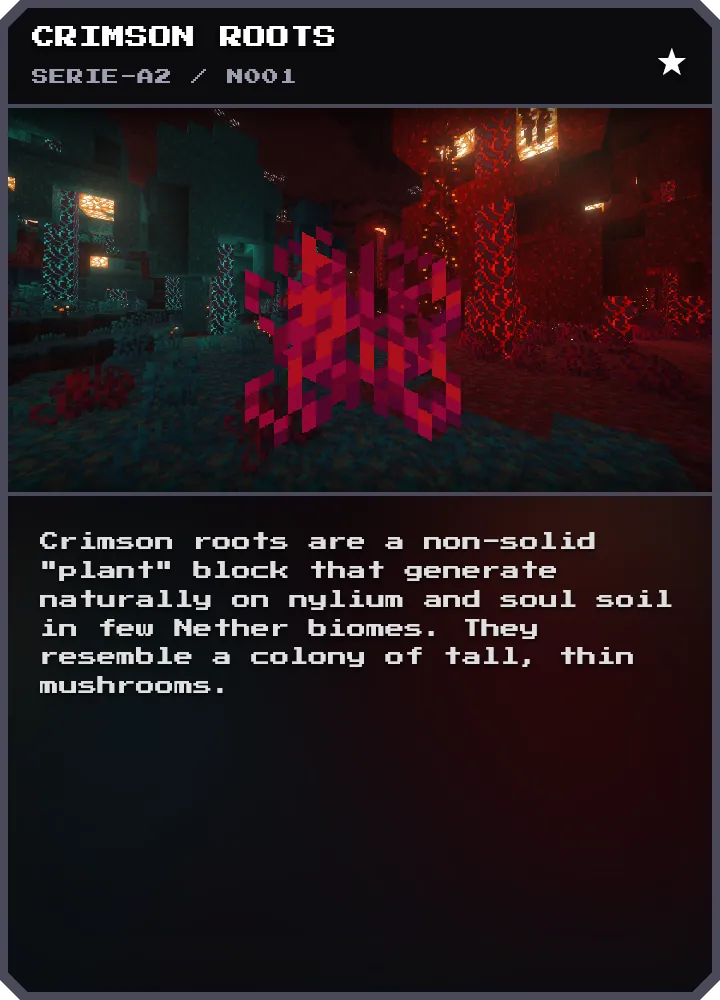 CRIMSON ROOTS
SERIE-A2 / N001
Crimson roots are a non-solid
"plant" block that generate
naturally on nylium and soul soil
in few Nether biomes. They
resemble a colony of tall, thin
mushrooms.